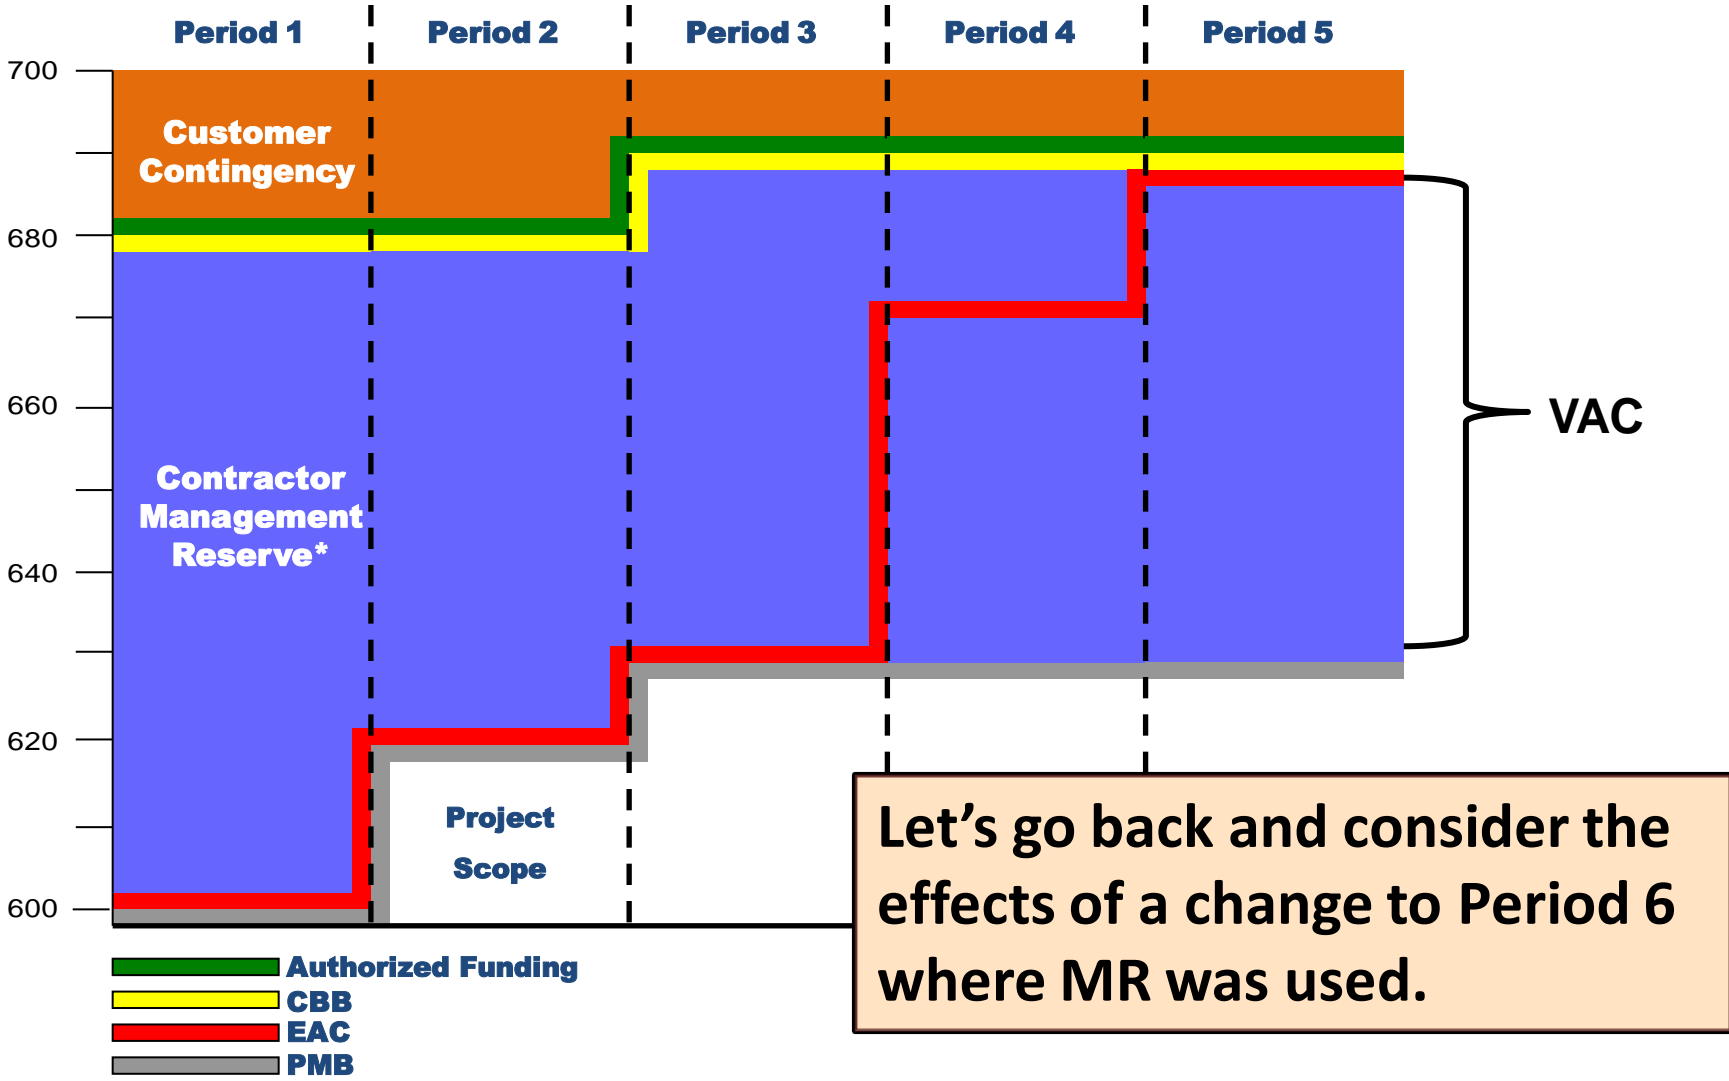 Period 1
Period 2
Period 3
Period 4
Period 5
700
680
660
640
620
600
Customer
Contingency
Contractor
Management
Reserve*
Project
Scope
VAC
Let's go back and consider the
effects of a change to Period 6
where MR was used.
Authorized Funding
CBB
EAC
PMB